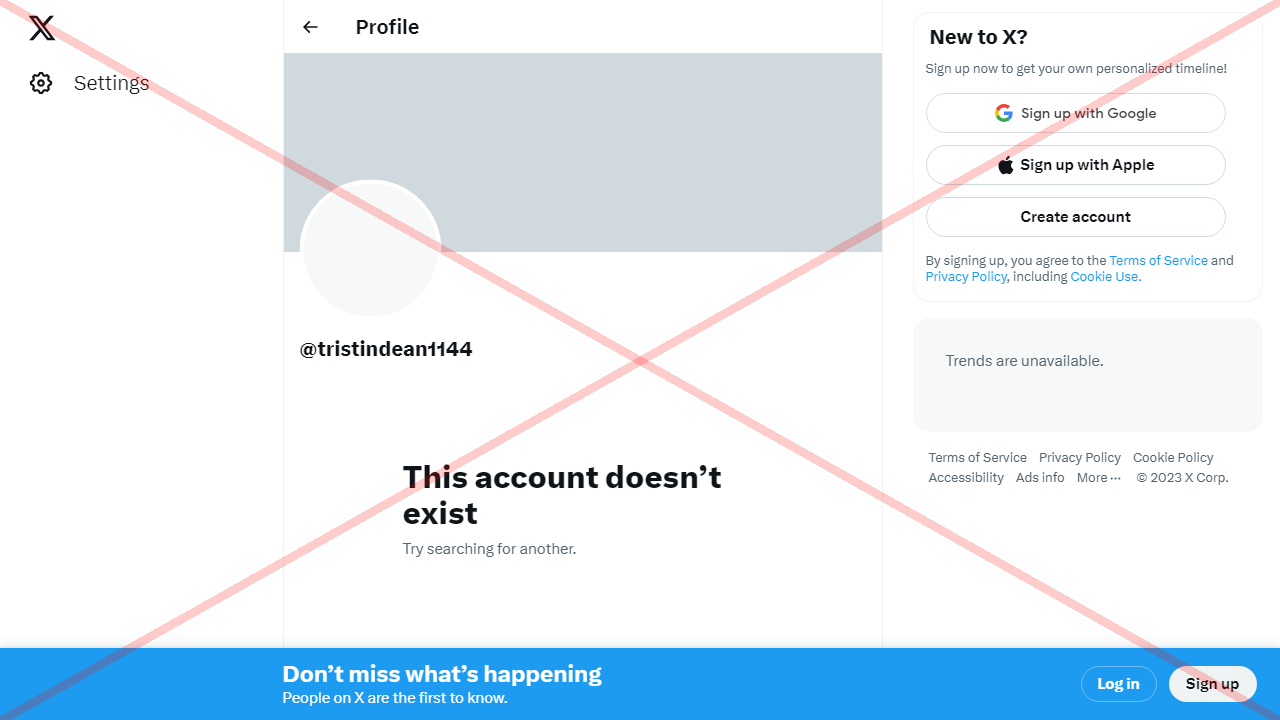 Settings
Profile
@tristindean1144
This account doesn’t
exist
Try searching for another.
New to X?
Sign up now to get your own personalized timeline!
Sign up with Google
Sign up with Apple
Create account
By signing up, you agree to the Terms of Service and
Privacy Policy, including Cookie Use.
Trends are unavailable.
Terms of Service Privacy Policy Cookie Policy
Accessibility Ads info More ··· © 2023 X Corp.
Don’t miss what’s happening
People on X are the first to know.
Log in
Sign up